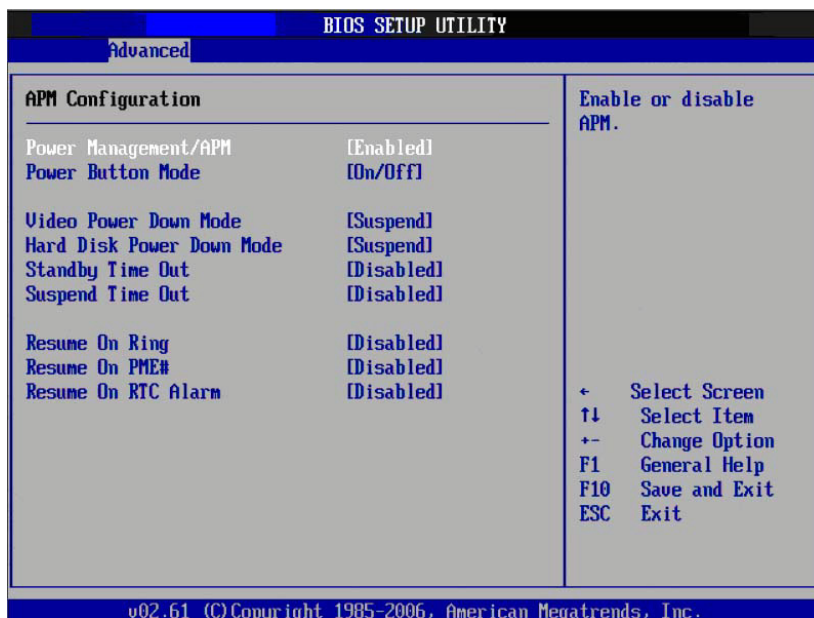 BIOS SETUP UTILITY
Advanced
APM Configuration
Power Management/APM [Enabled]
Power Button Mode [On/Off]
Video Power Down Mode [Suspend]
Hard Disk Power Down Mode [Suspend]
Standby Time Out [Disabled]
Suspend Time Out [Disabled]
Resume On Ring [Disabled]
Resume On PME# [Disabled]
Resume On RTC Alarm [Disabled]
Enable or disable
APM.
← Select Screen
↑↓ Select Item
+- Change Option
F1 General Help
F10 Save and Exit
ESC Exit
v02.61 (C)Copyright 1985-2006, American Megatrends, Inc.